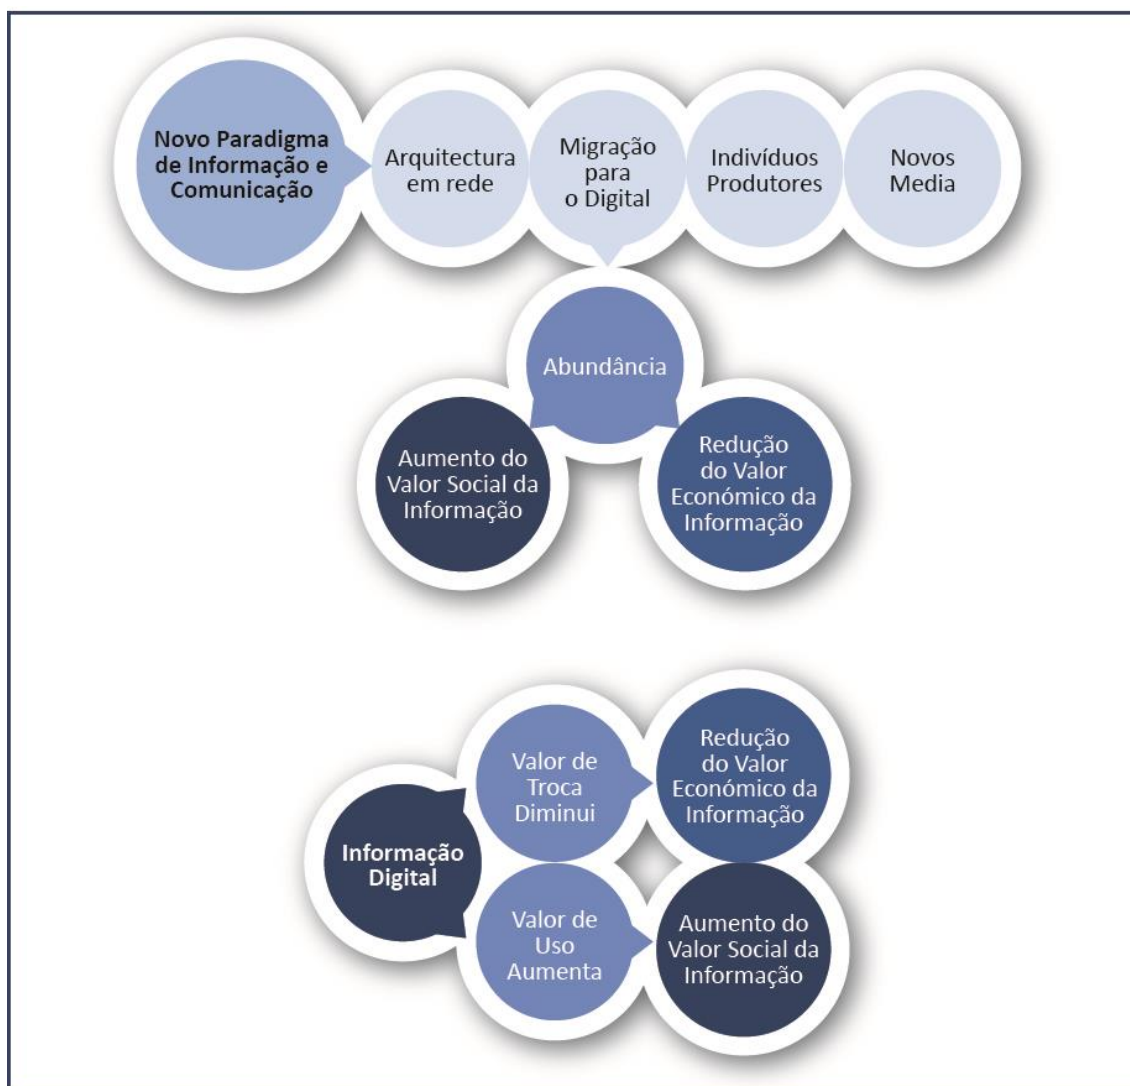 Novo Paradigma
de Informação e
Comunicação
Arquitectura
em rede
Migração
para
o Digital
Indivíduos
Produtores
Novos
Media
Abundância
Aumento do
Valor Social da
Informação
Redução
do Valor
Económico da
Informação
Informação
Digital
Valor de
Troca
Diminui
Redução
do Valor
Económico da
Informação
Valor de
Uso
Aumenta
Aumento do
Valor Social da
Informação